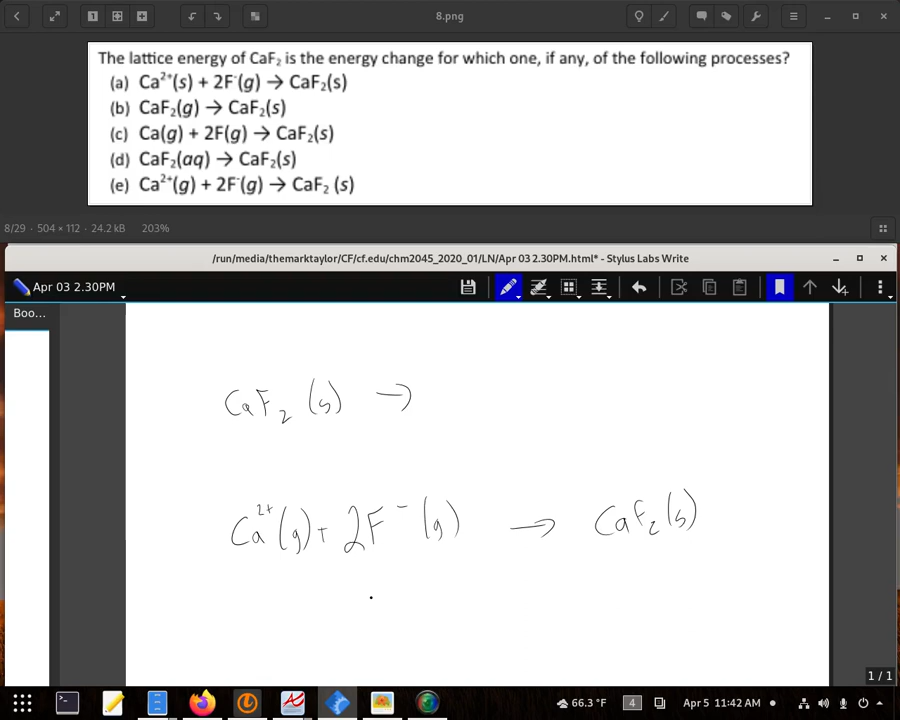 8.png
The lattice energy of CaF₂ is the energy change for which one, if any, of the following processes?
(a) Ca²⁺(s) + 2F⁻(g) → CaF₂(s)
(b) CaF₂(g) → CaF₂(s)
(c) Ca(g) + 2F(g) → CaF₂(s)
(d) CaF₂(aq) → CaF₂(s)
(e) Ca²⁺(g) + 2F⁻(g) → CaF₂ (s)
8/29 · 504 × 112 · 24.2 kB 203%
/run/media/themarktaylor/CF/cf.edu/chm2045_2020_01/LN/Apr 03 2.30PM.html* - Stylus Labs Write
Apr 03 2.30PM
Boo...
CaF₂ (s) →
Ca²⁺(g) + 2F⁻(g) → CaF₂(s)
1 / 1
66.3 °F 4 Apr 5 11:42 AM